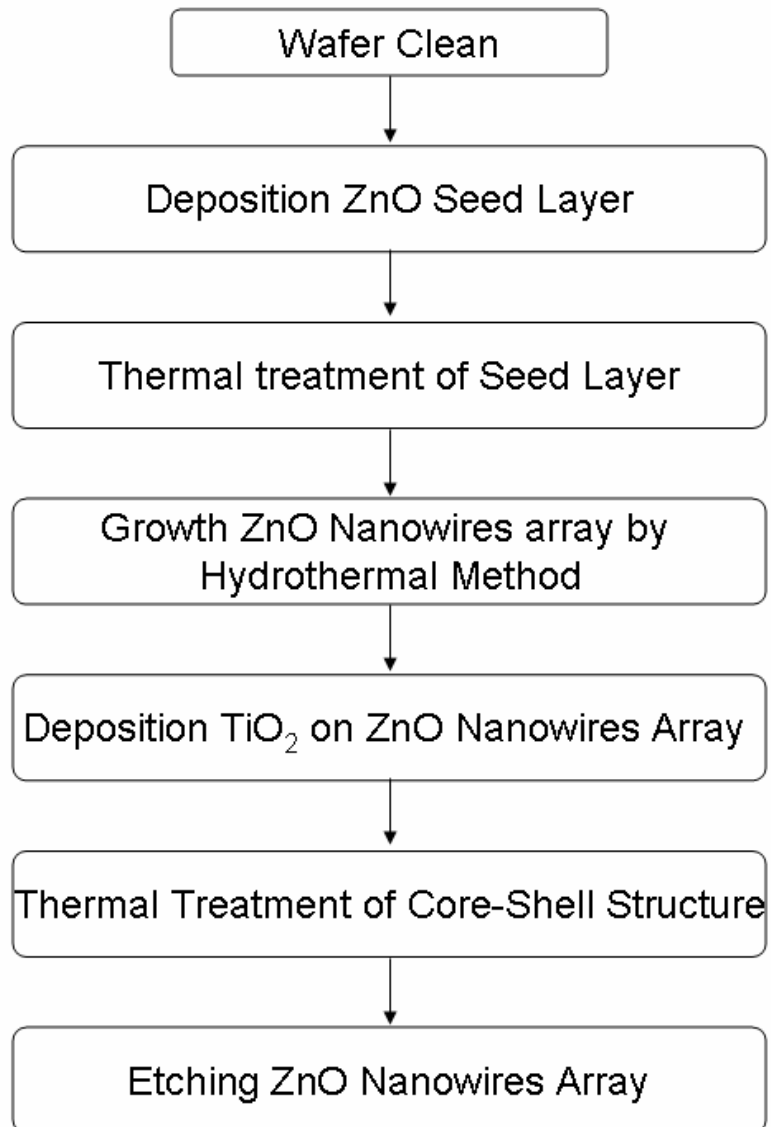 Wafer Clean
Deposition ZnO Seed Layer
Thermal treatment of Seed Layer
Growth ZnO Nanowires array by
Hydrothermal Method
Deposition TiO₂ on ZnO Nanowires Array
Thermal Treatment of Core-Shell Structure
Etching ZnO Nanowires Array